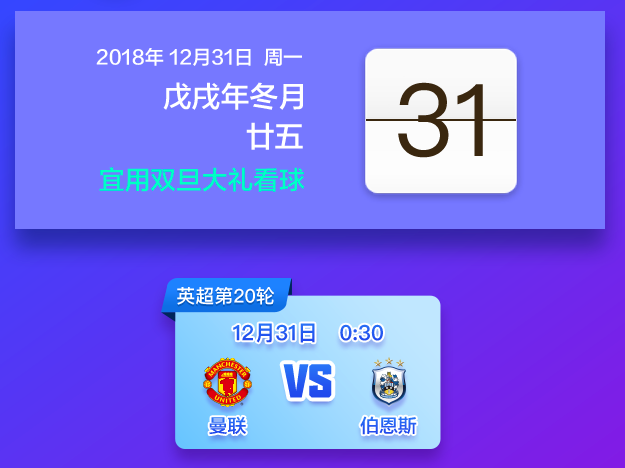 2018年 12月31日 周一
戊戌年冬月
廿五
宜用双旦大礼看球
31
英超第20轮
12月31日 0:30
MANCHESTER
UNITED
VS
曼联
伯恩斯